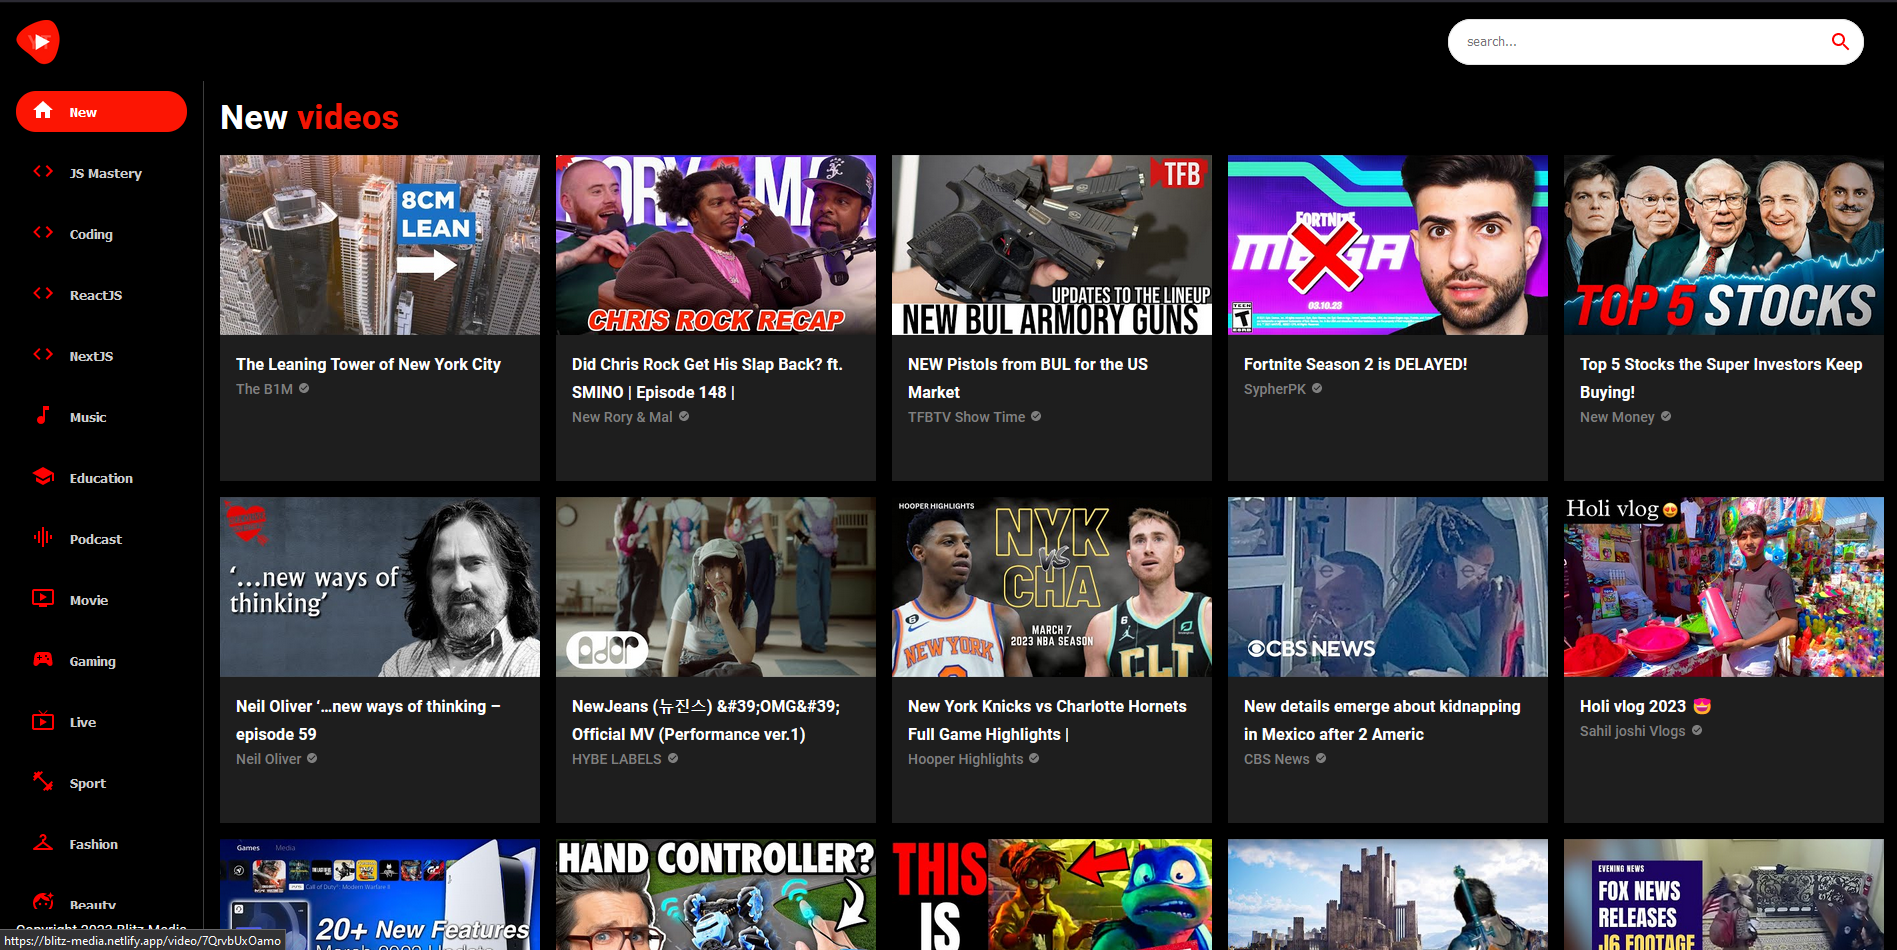 search...
New
JS Mastery
Coding
ReactJS
NextJS
Music
Education
Podcast
Movie
Gaming
Live
Sport
Fashion
Beauty
Copyright 2023 Blitz Media
https://blitz-media.netlify.app/video/7QrvbUxOamo
New videos
8CM
LEAN
The Leaning Tower of New York City
The B1M
CHRIS ROCK RECAP
Did Chris Rock Get His Slap Back? ft.
SMINO | Episode 148 |
New Rory & Mal
TFB
UPDATES TO THE LINEUP
NEW BUL ARMORY GUNS
NEW Pistols from BUL for the US
Market
TFBTV Show Time
FORTNITE
MEGA
03.10.23
TEEN
T
Fortnite Season 2 is DELAYED!
SypherPK
TOP 5 STOCKS
Top 5 Stocks the Super Investors Keep
Buying!
New Money
‘...new ways of
thinking’
Neil Oliver ‘…new ways of thinking –
episode 59
Neil Oliver
NewJeans (뉴진스) &#39;OMG&#39;
Official MV (Performance ver.1)
HYBE LABELS
HOOPER HIGHLIGHTS
NYK
VS
CHA
MARCH 7
2023 NBA SEASON
6
NEW YORK
6
CLT
New York Knicks vs Charlotte Hornets
Full Game Highlights |
Hooper Highlights
CBS NEWS
New details emerge about kidnapping
in Mexico after 2 Americ
CBS News
Holi vlog😍
Holi vlog 2023 🤩
Sahil joshi Vlogs
Games Media
Call of Duty: Modern Warfare II
20+ New Features
March 2023 Update
HAND CONTROLLER?
THIS
IS
EVENING NEWS
FOX NEWS
RELEASES
J6 FOOTAGE